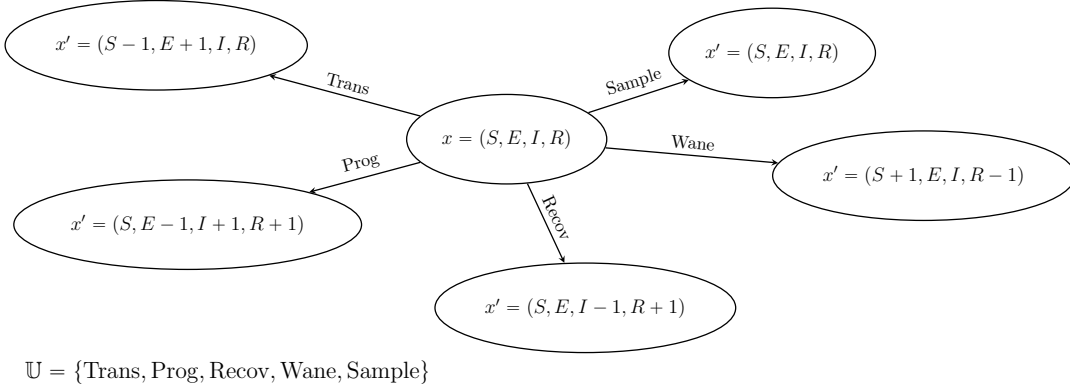 x′ = (S − 1, E + 1, I, R)
x′ = (S, E, I, R)
Trans
Sample
x = (S, E, I, R)
Wane
Prog
x′ = (S + 1, E, I, R − 1)
x′ = (S, E − 1, I + 1, R + 1)
Recov
x′ = (S, E, I − 1, R + 1)
𝕌 = {Trans, Prog, Recov, Wane, Sample}